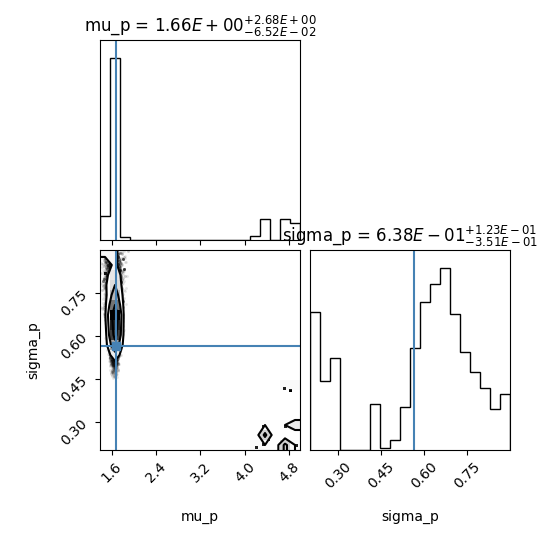 mu_p = 1.66E+00+2.68E+00−6.52E−02
sigma_p = 6.38E−01+1.23E−01−3.51E−01
sigma_p
0.75
0.60
0.45
0.30
1.6 2.4 3.2 4.0 4.8
0.30 0.45 0.60 0.75
mu_p
sigma_p